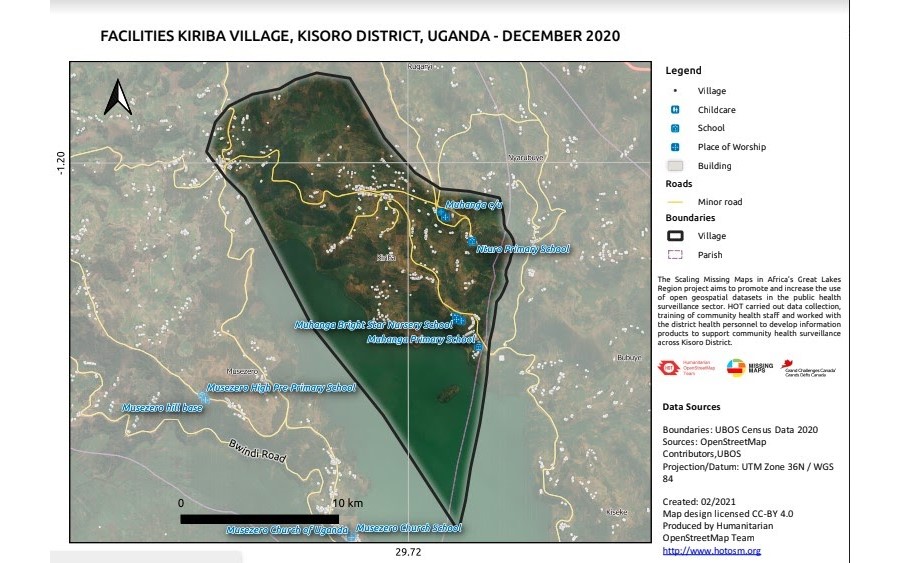 FACILITIES KIRIBA VILLAGE, KISORO DISTRICT, UGANDA - DECEMBER 2020
Rugaryi
-1.20
Nyarabuye
Muhanga c/u
Nturo Primary School
Kiriba
Muhanga Bright Star Nursery School
Muhanga Primary School
Bubuye
Musezero
Musezero High Pre-Primary School
Musezero hill base
Bwindi Road
0 10 km
Kiseke
Musezero Church of Uganda
Musezero Church School
29.72
Legend
Village
Childcare
School
Place of Worship
Building
Roads
Minor road
Boundaries
Village
Parish
The Scaling Missing Maps in Africa's Great Lakes
Region project aims to promote and increase the use
of open geospatial datasets in the public health
surveillance sector. HOT carried out data collection,
training of community health staff and worked with
the district health personnel to develop information
products to support community health surveillance
across Kisoro District.
HOT
Humanitarian
OpenStreetMap
Team
MISSING
MAPS
Grand Challenges Canada
Grands Défis Canada
Data Sources
Boundaries: UBOS Census Data 2020
Sources: OpenStreetMap
Contributors,UBOS
Projection/Datum: UTM Zone 36N / WGS
84
Created: 02/2021
Map design licensed CC-BY 4.0
Produced by Humanitarian
OpenStreetMap Team
http://www.hotosm.org